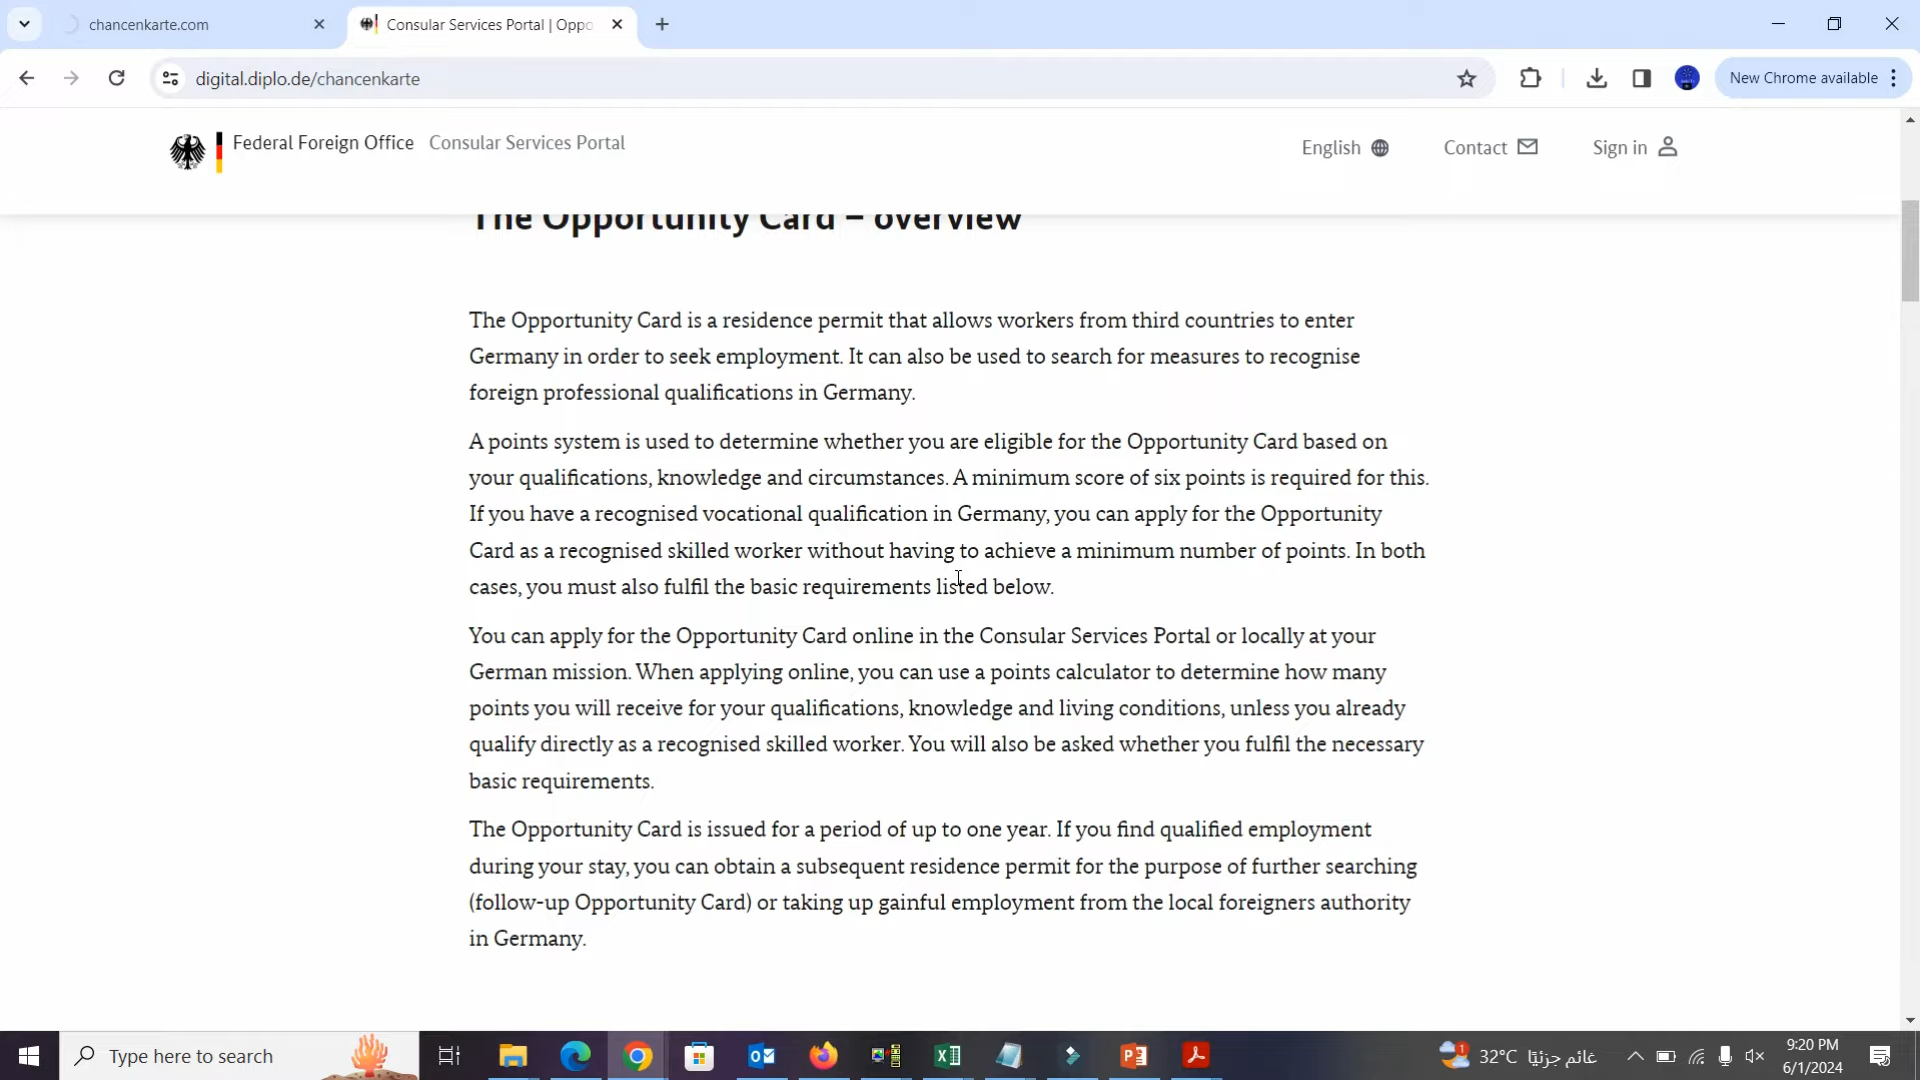 chancenkarte.com
Consular Services Portal | Oppo
digital.diplo.de/chancenkarte
New Chrome available
Federal Foreign Office Consular Services Portal
English Contact Sign in
The Opportunity Card – overview
The Opportunity Card is a residence permit that allows workers from third countries to enter
Germany in order to seek employment. It can also be used to search for measures to recognise
foreign professional qualifications in Germany.
A points system is used to determine whether you are eligible for the Opportunity Card based on
your qualifications, knowledge and circumstances. A minimum score of six points is required for this.
If you have a recognised vocational qualification in Germany, you can apply for the Opportunity
Card as a recognised skilled worker without having to achieve a minimum number of points. In both
cases, you must also fulfil the basic requirements listed below.
You can apply for the Opportunity Card online in the Consular Services Portal or locally at your
German mission. When applying online, you can use a points calculator to determine how many
points you will receive for your qualifications, knowledge and living conditions, unless you already
qualify directly as a recognised skilled worker. You will also be asked whether you fulfil the necessary
basic requirements.
The Opportunity Card is issued for a period of up to one year. If you find qualified employment
during your stay, you can obtain a subsequent residence permit for the purpose of further searching
(follow-up Opportunity Card) or taking up gainful employment from the local foreigners authority
in Germany.
Type here to search
1
32°C غائم جزئيًا
9:20 PM
6/1/2024